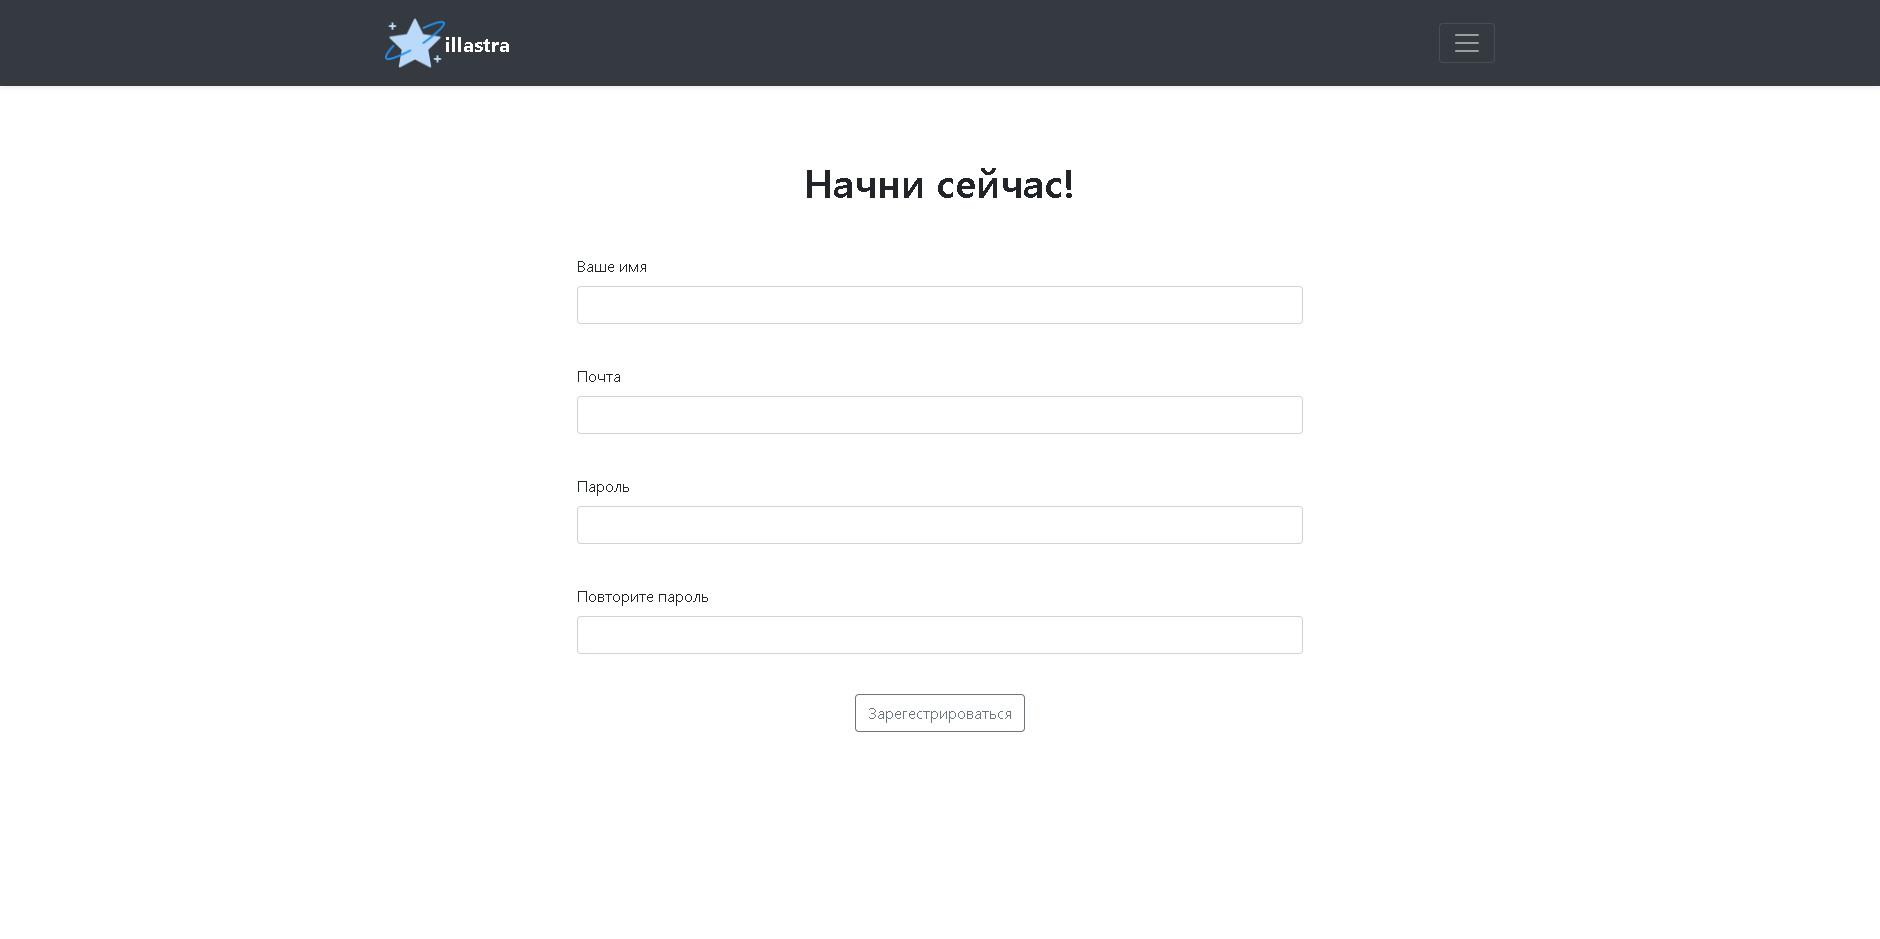 illastra
Начни сейчас!
Ваше имя
Почта
Пароль
Повторите пароль
Зарегестрироваться